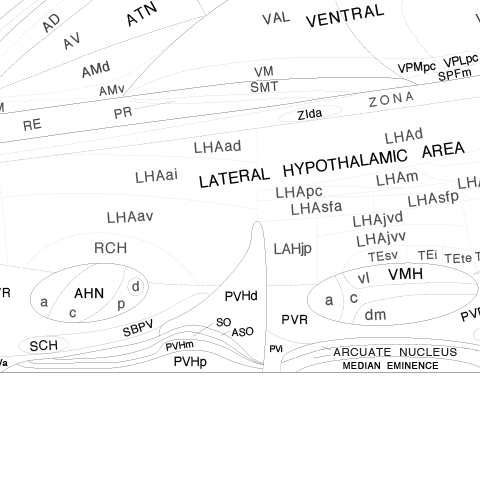 AD
ATN
VAL
VENTRAL
AV
AMd
VM
VPMpc
VPLpc
SPFm
AMv
SMT
ZONA
RE
PR
ZIda
LHAd
LHAad
LATERAL HYPOTHALAMIC AREA
LHAai
LHAm
LHApc
LHAsfa
LHAsfp
LHAav
LHAjvd
LHAjvv
RCH
LAHjp
TEsv
TEi
TEte
VMH
vl
AHN
d
a
p
c
PVHd
a
c
dm
PVR
SBPV
SO
ASO
SCH
PVHm
PVi
ARCUATE NUCLEUS
PVHp
MEDIAN EMINENCE